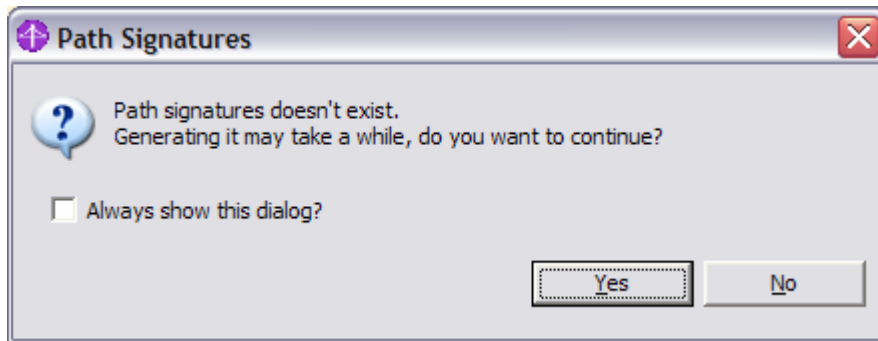 Path Signatures
Path signatures doesn't exist.
Generating it may take a while, do you want to continue?
Always show this dialog?
Yes No